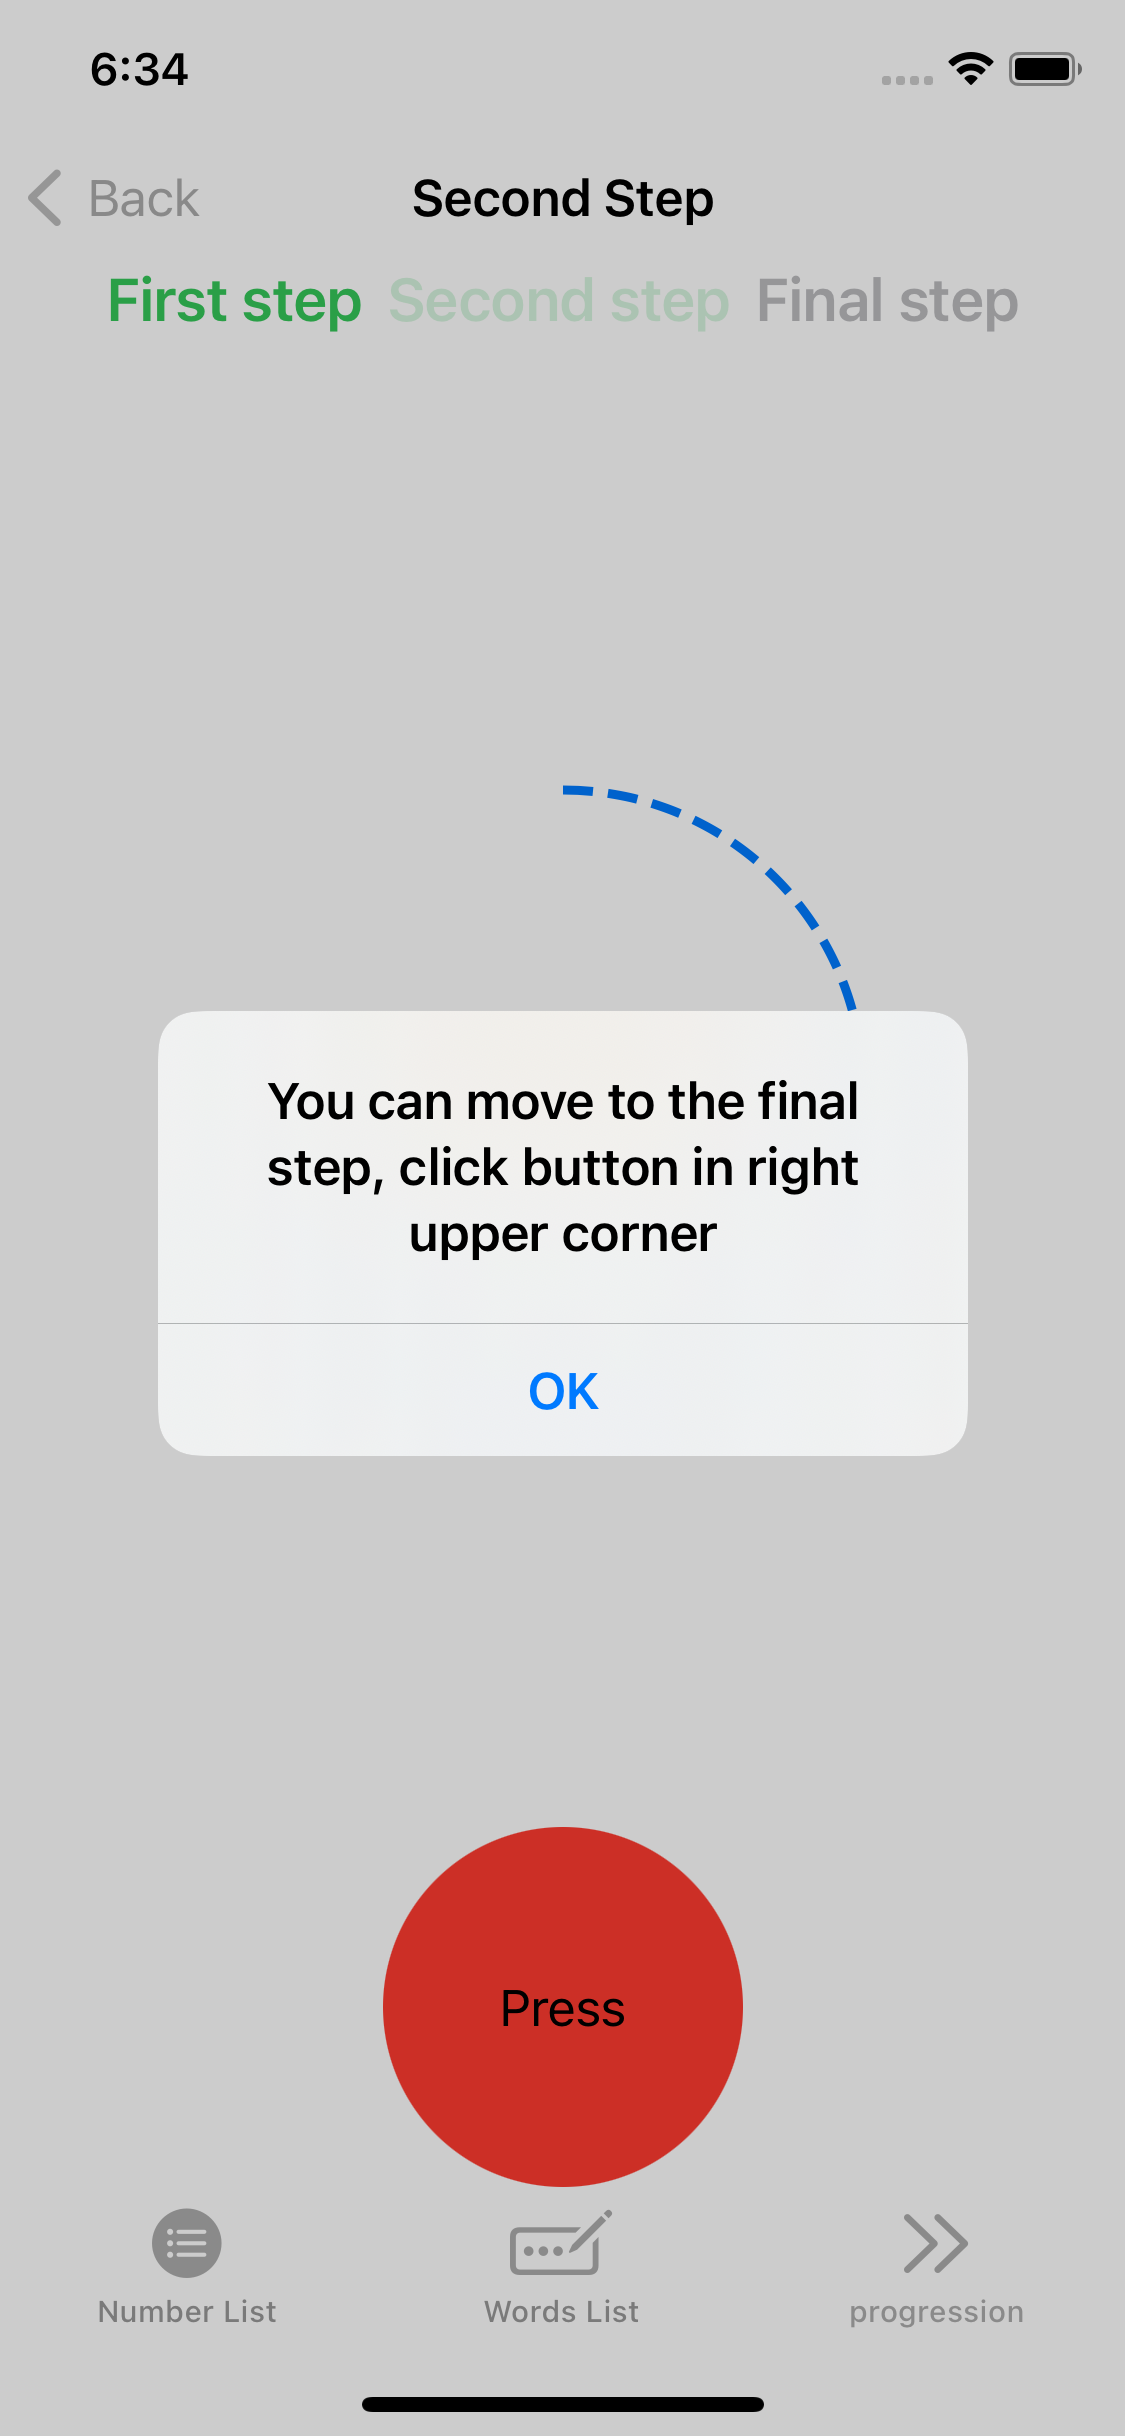 6:34
Back
Second Step
First step Second step Final step
You can move to the final
step, click button in right
upper corner
OK
Press
Number List
Words List
progression